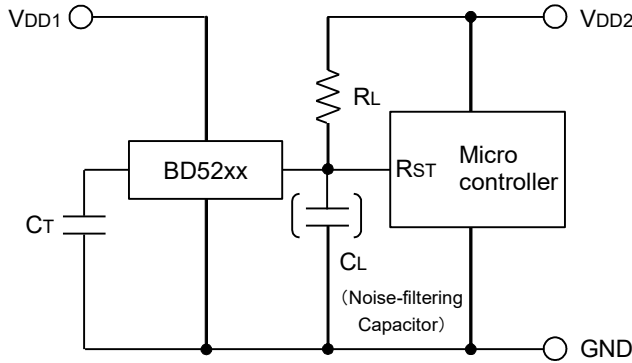 VDD1
VDD2
RL
BD52xx
RST
Micro
controller
CT
CL
（Noise-filtering
Capacitor）
GND